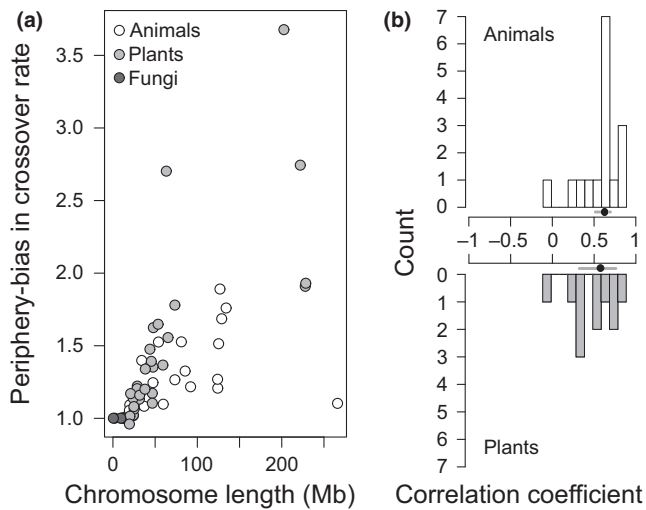 (a)
Animals
Plants
Fungi
Periphery-bias in crossover rate
3.5
3.0
2.5
2.0
1.5
1.0
0 50 100 200
Chromosome length (Mb)
(b)
Animals
Count
7
6
5
4
3
2
1
0
–1 –0.5 0 0.5 1
0
1
2
3
4
5
6
7
Plants
Correlation coefficient